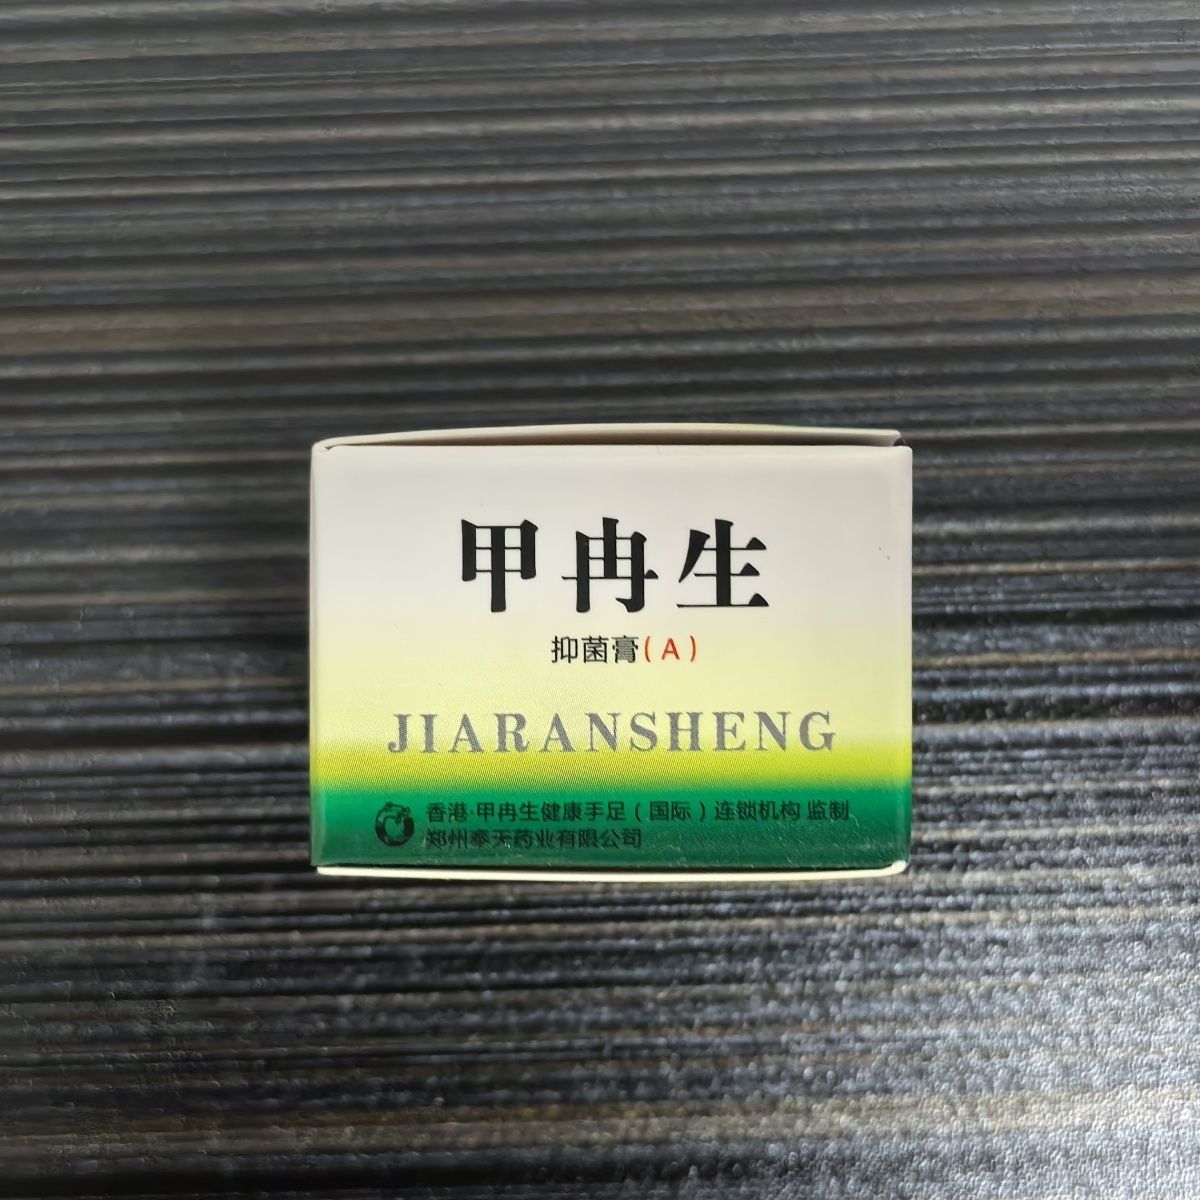 甲冉生
抑菌膏(A)
JIARANSHENG
香港·甲冉生健康手足(国际)连锁机构 监制
郑州泰天药业有限公司